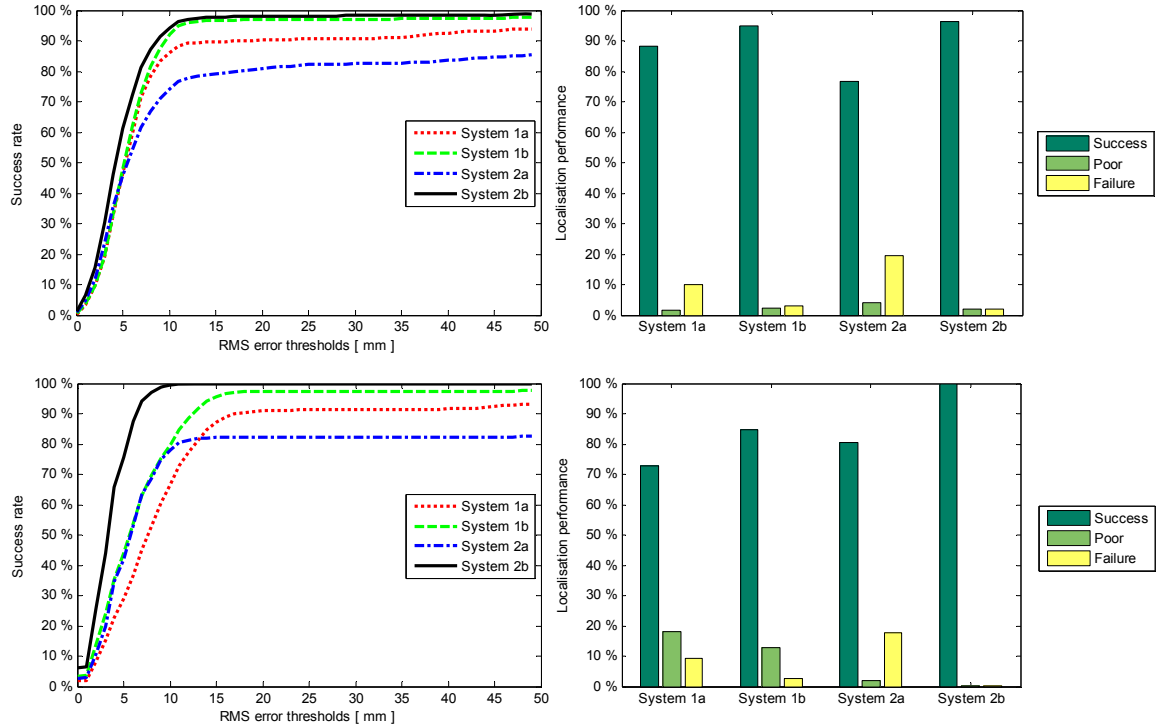 100 %
90 %
80 %
70 %
60 %
50 %
40 %
30 %
20 %
10 %
0 %
Success rate
0 5 10 15 20 25 30 35 40 45 50
RMS error thresholds [ mm ]
System 1a
System 1b
System 2a
System 2b
100 %
90 %
80 %
70 %
60 %
50 %
40 %
30 %
20 %
10 %
0 %
Localisation performance
System 1a System 1b System 2a System 2b
Success
Poor
Failure
100 %
90 %
80 %
70 %
60 %
50 %
40 %
30 %
20 %
10 %
0 %
Success rate
0 5 10 15 20 25 30 35 40 45 50
RMS error thresholds [ mm ]
System 1a
System 1b
System 2a
System 2b
100 %
90 %
80 %
70 %
60 %
50 %
40 %
30 %
20 %
10 %
0 %
Localisation performance
System 1a System 1b System 2a System 2b
Success
Poor
Failure